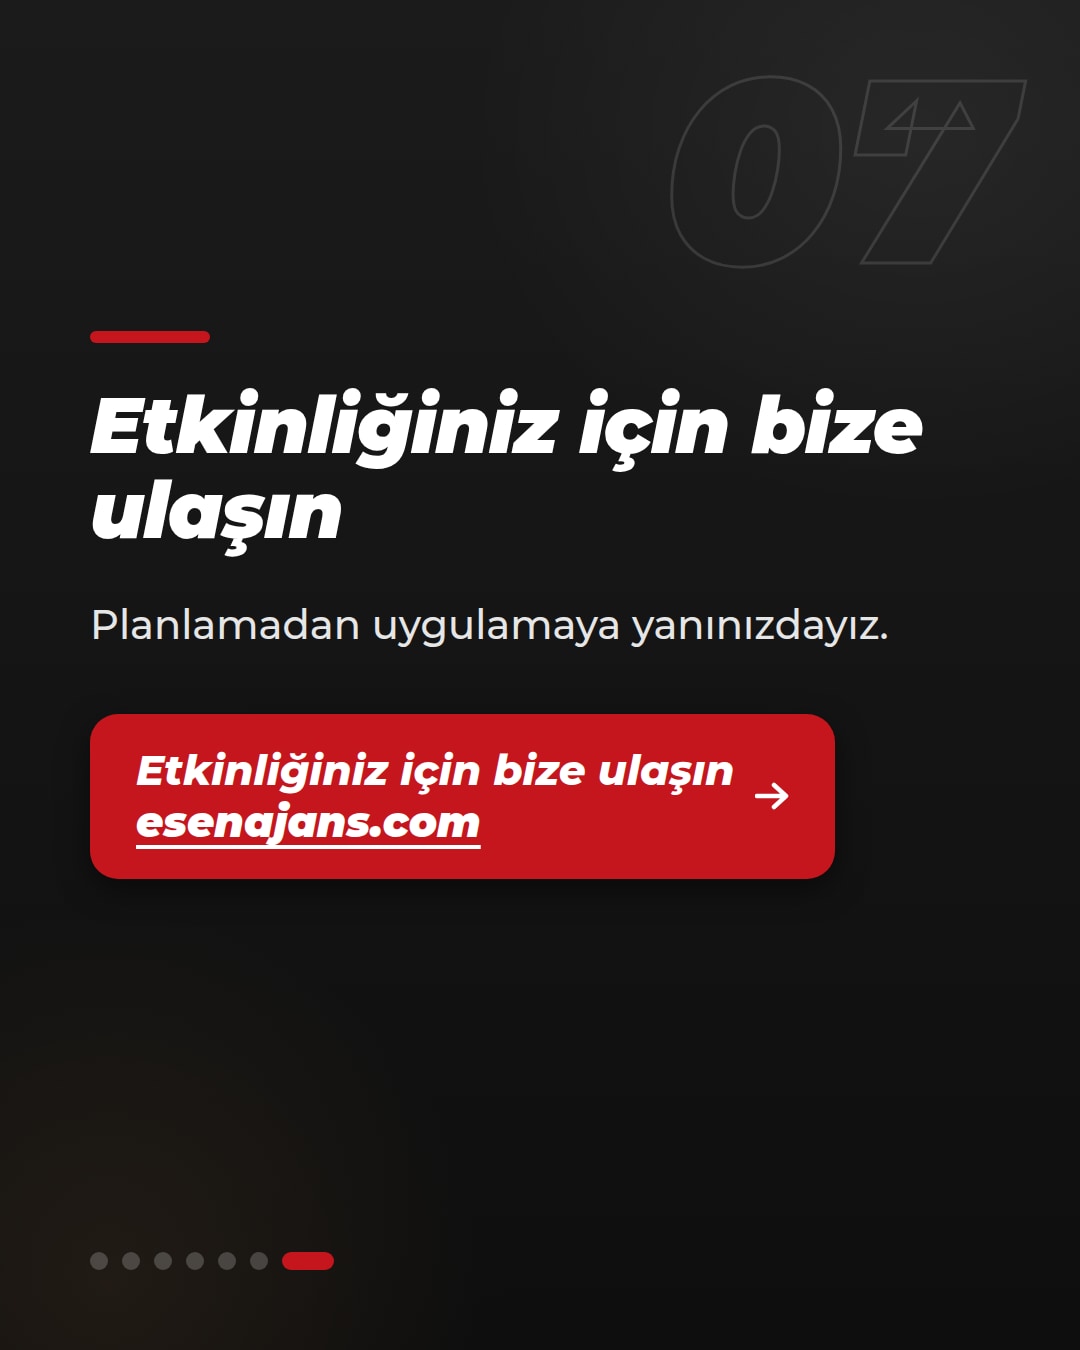 07
Etkinliğiniz için bize
ulaşın
Planlamadan uygulamaya yanınızdayız.
Etkinliğiniz için bize ulaşın
esenajans.com